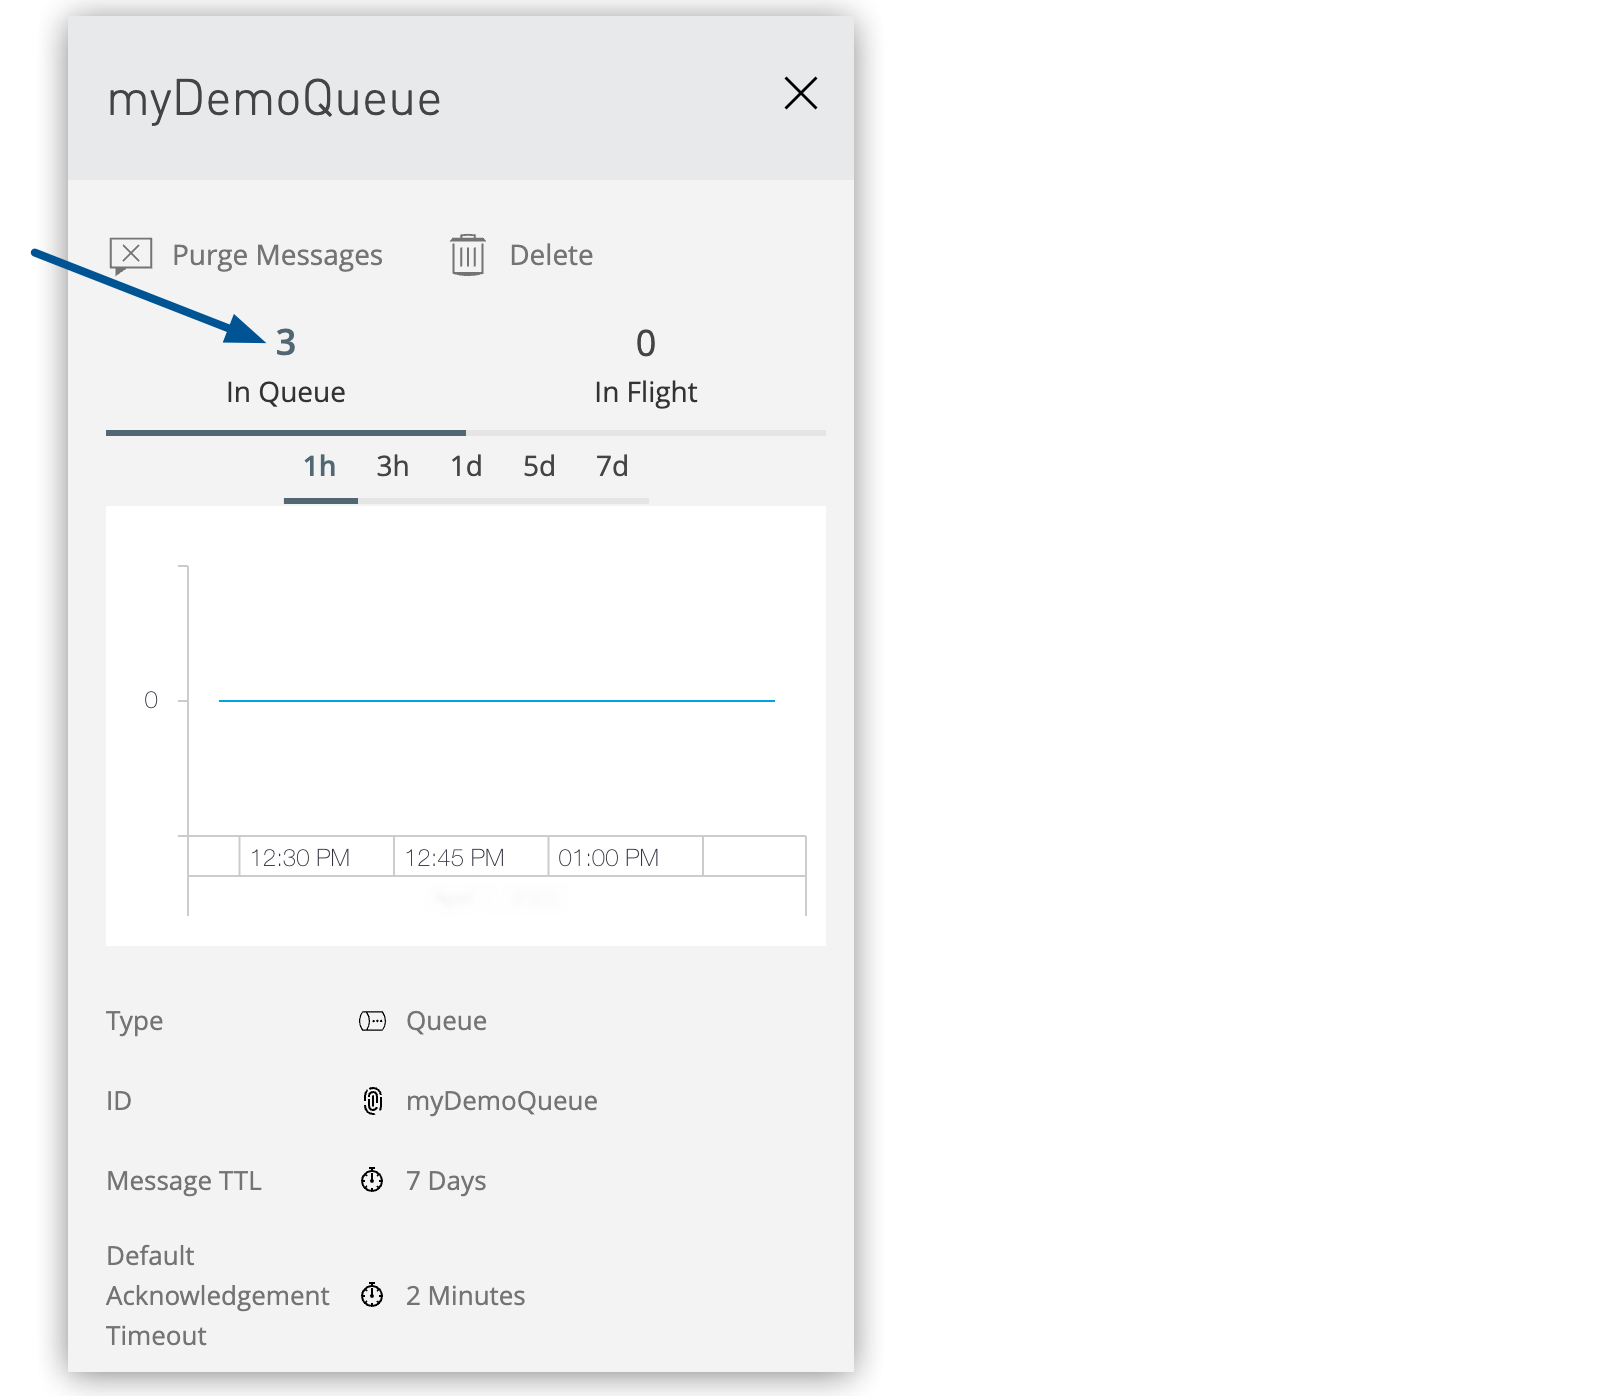 myDemoQueue
Purge Messages Delete
3 0
In Queue In Flight
1h 3h 1d 5d 7d
0
12:30 PM 12:45 PM 01:00 PM
Type Queue
ID myDemoQueue
Message TTL 7 Days
Default
Acknowledgement 2 Minutes
Timeout